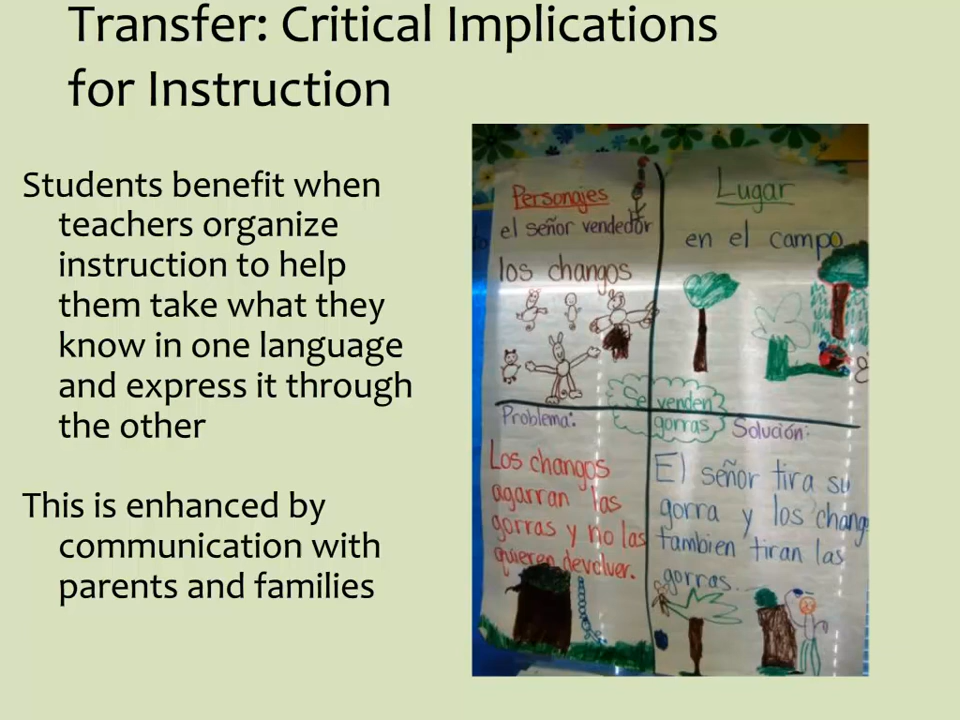 Transfer: Critical Implications
for Instruction
Students benefit when
teachers organize
instruction to help
them take what they
know in one language
and express it through
the other
This is enhanced by
communication with
parents and families
Personajes
el señor vendedor
los changos
Lugar
en el campo
Se venden
gorras
Problema:
Los changos
agarran las
gorras y no las
quieren devolver.
Solución:
El señor tira su
gorra y los chang
tambien tiran las
gorras...